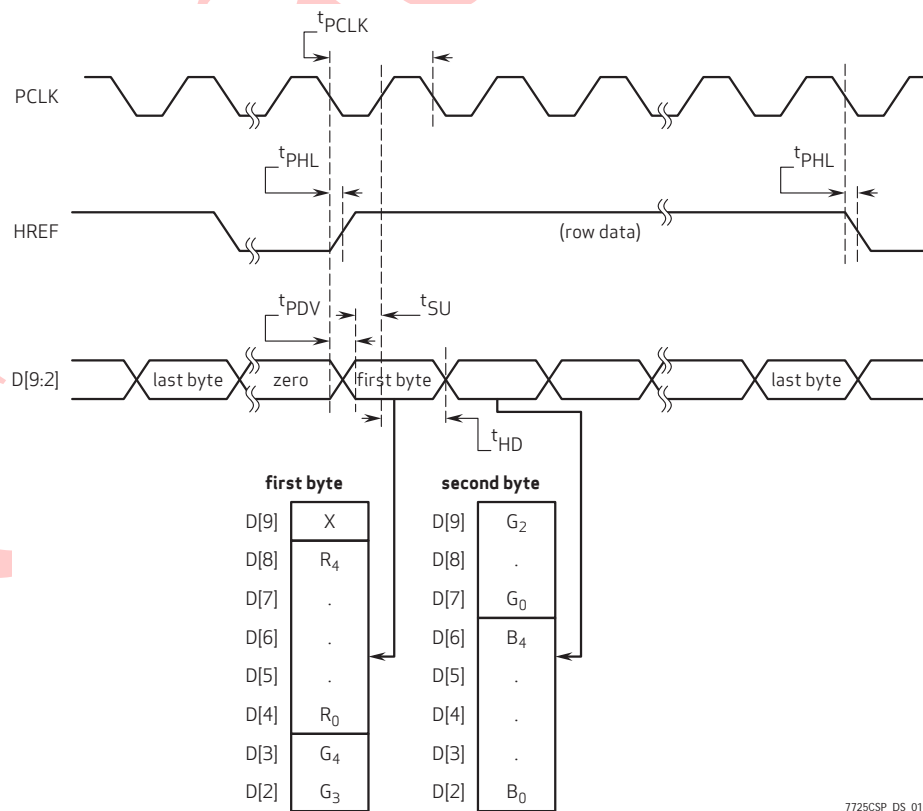 tPCLK
PCLK
tPHL
tPHL
HREF
(row data)
tPDV
tSU
D[9:2]
last byte
zero
first byte
last byte
tHD
first byte
second byte
D[9] X
D[9] G2
D[8] R4
D[8] .
D[7] .
D[7] G0
D[6] .
D[6] B4
D[5] .
D[5] .
D[4] R0
D[4] .
D[3] G4
D[3] .
D[2] G3
D[2] B0
7725CSP_DS_01